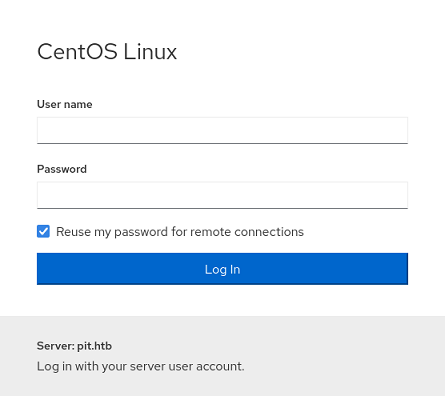 CentOS Linux
User name
Password
Reuse my password for remote connections
Log In
Server: pit.htb
Log in with your server user account.